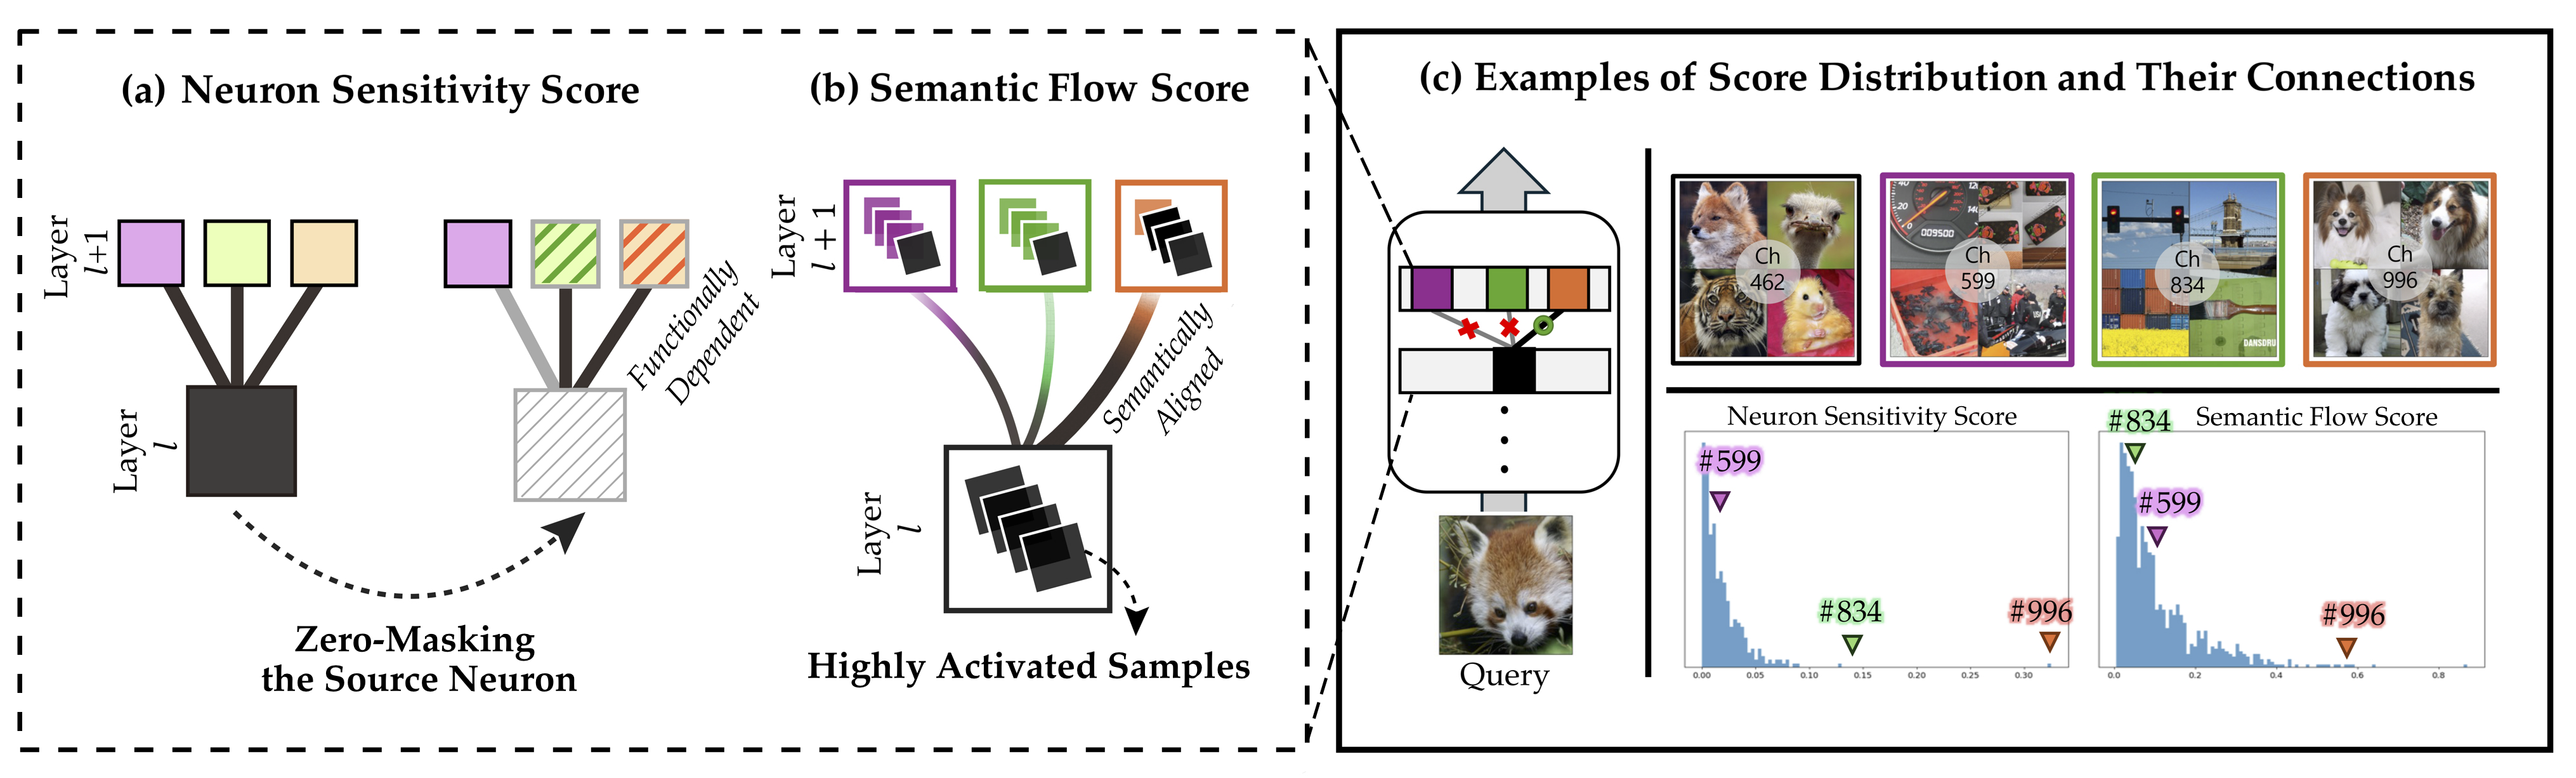 (a) Neuron Sensitivity Score
Layer
l+1
Functionally
Dependent
Layer
l
Zero-Masking
the Source Neuron
(b) Semantic Flow Score
Layer
l + 1
Semantically
Aligned
Layer
l
Highly Activated Samples
(c) Examples of Score Distribution and Their Connections
Query
Ch
462
Ch
599
009500
Ch
834
DANSDRU
Ch
996
Neuron Sensitivity Score
#599
#834
#996
0.00 0.05 0.10 0.15 0.20 0.25 0.30
Semantic Flow Score
#834
#599
#996
0.0 0.2 0.4 0.6 0.8